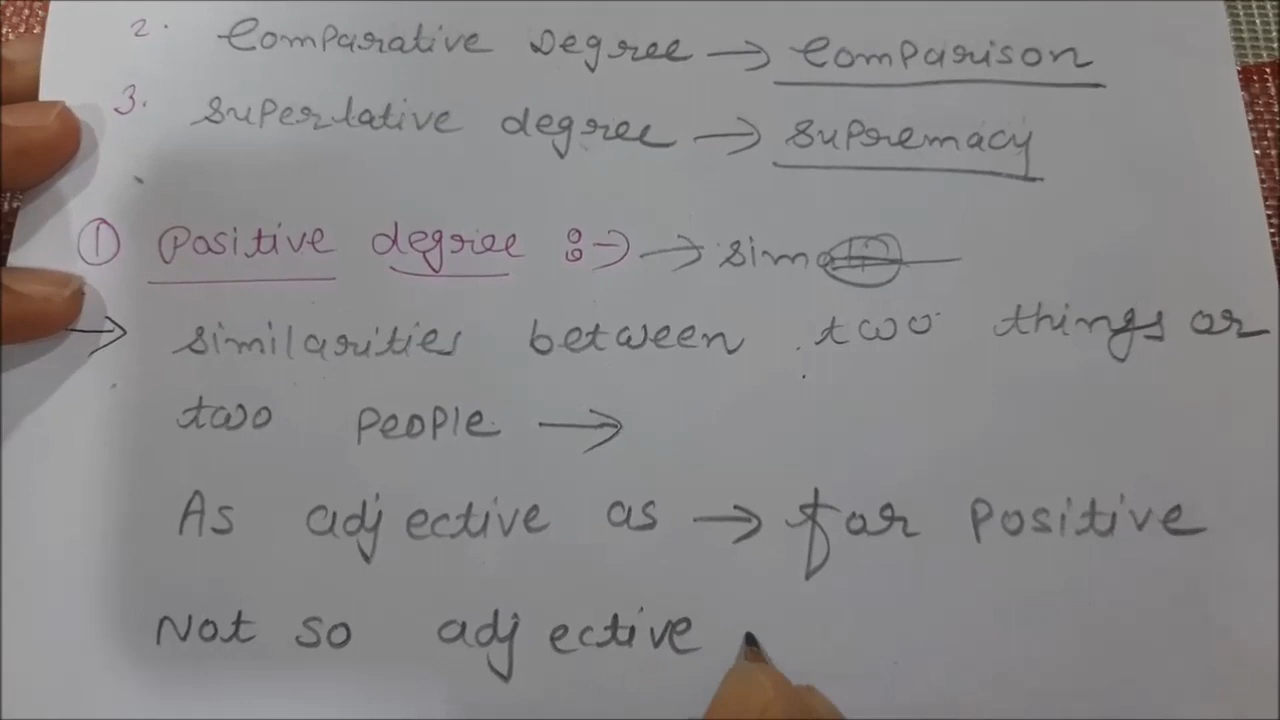 2. Comparative Degree → Comparison
3. Superlative degree → Supremacy
① Positive degree :-) →
→ similarities between two things or
two people →
As adjective as → for positive
Not so adjective